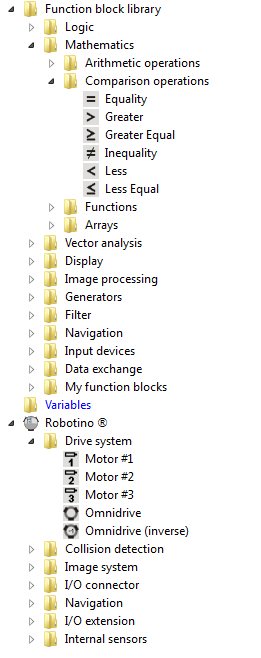 Function block library
Logic
Mathematics
Arithmetic operations
Comparison operations
= Equality
> Greater
≥ Greater Equal
≠ Inequality
< Less
≤ Less Equal
Functions
Arrays
Vector analysis
Display
Image processing
Generators
Filter
Navigation
Input devices
Data exchange
My function blocks
Variables
Robotino ®
Drive system
1 Motor #1
2 Motor #2
3 Motor #3
Omnidrive
Omnidrive (inverse)
Collision detection
Image system
I/O connector
Navigation
I/O extension
Internal sensors